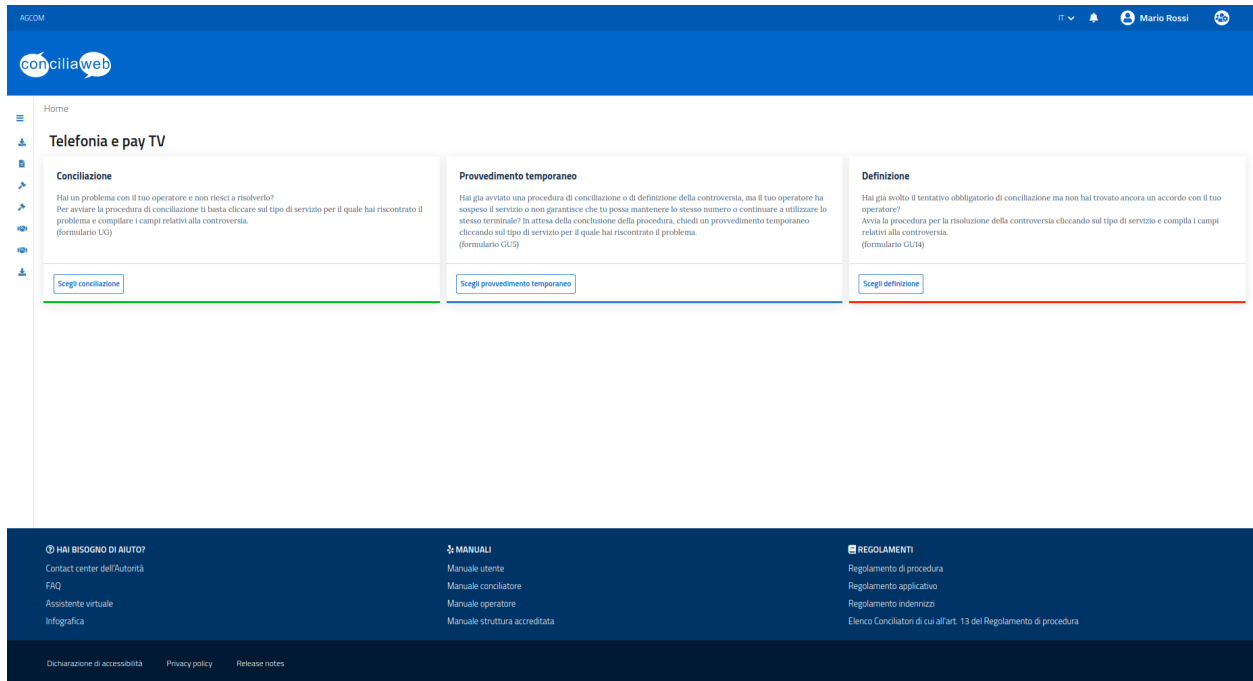 AGCOM
IT
Mario Rossi
conciliaweb
Home
Telefonia e pay TV
Conciliazione
Hai un problema con il tuo operatore e non riesci a risolverlo?
Per avviare la procedura di conciliazione ti basta cliccare sul tipo di servizio per il quale hai riscontrato il
problema e compilare i campi relativi alla controversia.
(formulario UG)
Scegli conciliazione
Provvedimento temporaneo
Hai gia avviato una procedura di conciliazione o di definizione della controversia, ma il tuo operatore ha
sospeso il servizio o non garantisce che tu possa mantenere lo stesso numero o continuare a utilizzare lo
stesso terminale? In attesa della conclusione della procedura, chiedi un provvedimento temporaneo
cliccando sul tipo di servizio per il quale hai riscontrato il problema.
(formulario GU5)
Scegli provvedimento temporaneo
Definizione
Hai già svolto il tentativo obbligatorio di conciliazione ma non hai trovato ancora un accordo con il tuo
operatore?
Avvia la procedura per la risoluzione della controversia cliccando sul tipo di servizio e compila i campi
relativi alla controversia.
(formulario GU14)
Scegli definizione
HAI BISOGNO DI AIUTO?
Contact center dell'Autorità
FAQ
Assistente virtuale
Infografica
MANUALI
Manuale utente
Manuale conciliatore
Manuale operatore
Manuale struttura accreditata
REGOLAMENTI
Regolamento di procedura
Regolamento applicativo
Regolamento indennizzi
Elenco Conciliatori di cui all'art. 13 del Regolamento di procedura
Dichiarazione di accessibilità
Privacy policy
Release notes